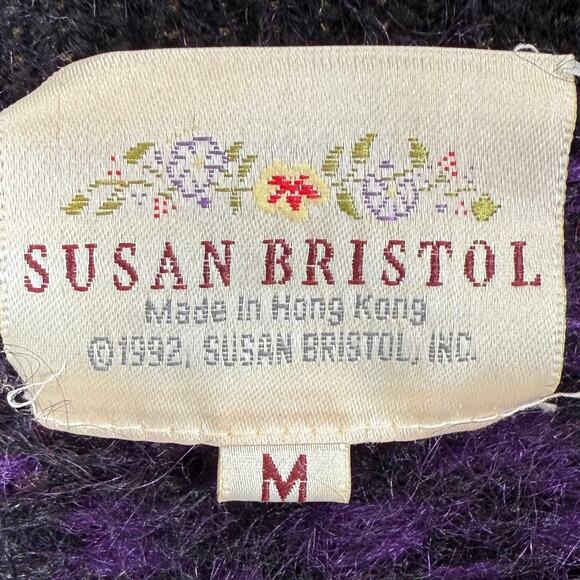 SUSAN BRISTOL
Made In Hong Kong
©1992, SUSAN BRISTOL, INC.
M